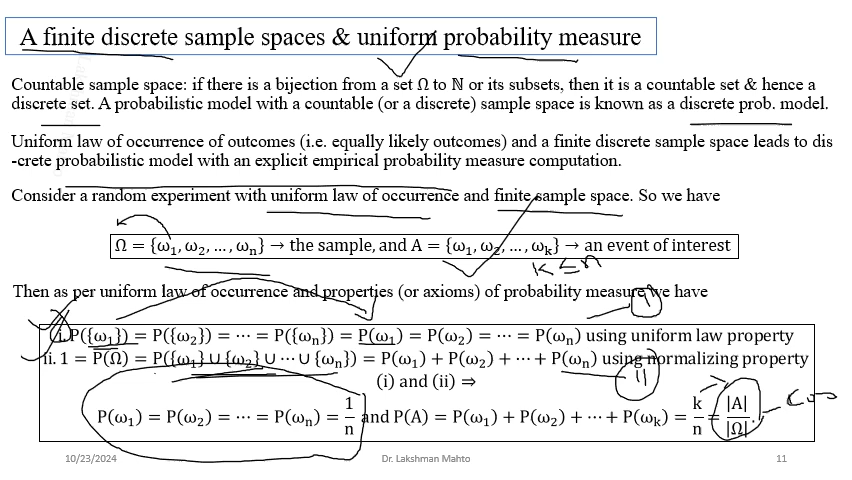 A finite discrete sample spaces & uniform probability measure
Countable sample space: if there is a bijection from a set Ω to ℕ or its subsets, then it is a countable set & hence a
discrete set. A probabilistic model with a countable (or a discrete) sample space is known as a discrete prob. model.
Uniform law of occurrence of outcomes (i.e. equally likely outcomes) and a finite discrete sample space leads to dis
-crete probabilistic model with an explicit empirical probability measure computation.
Consider a random experiment with uniform law of occurrence and finite sample space. So we have
Ω = {ω₁, ω₂, … , ωₙ} → the sample, and A = {ω₁, ω₂, … , ωₖ} → an event of interest
K ≤ n
Then as per uniform law of occurrence and properties (or axioms) of probability measure we have
i. P({ω₁}) = P({ω₂}) = ⋯ = P({ωₙ}) = P(ω₁) = P(ω₂) = ⋯ = P(ωₙ) using uniform law property
ii. 1 = P(Ω) = P({ω₁} ∪ {ω₂} ∪ ⋯ ∪ {ωₙ}) = P(ω₁) + P(ω₂) + ⋯ + P(ωₙ) using normalizing property
(i) and (ii) ⇒
P(ω₁) = P(ω₂) = ⋯ = P(ωₙ) = 1/n and P(A) = P(ω₁) + P(ω₂) + ⋯ + P(ωₖ) = k/n = |A|/|Ω|.
10/23/2024 Dr. Lakshman Mahto 11